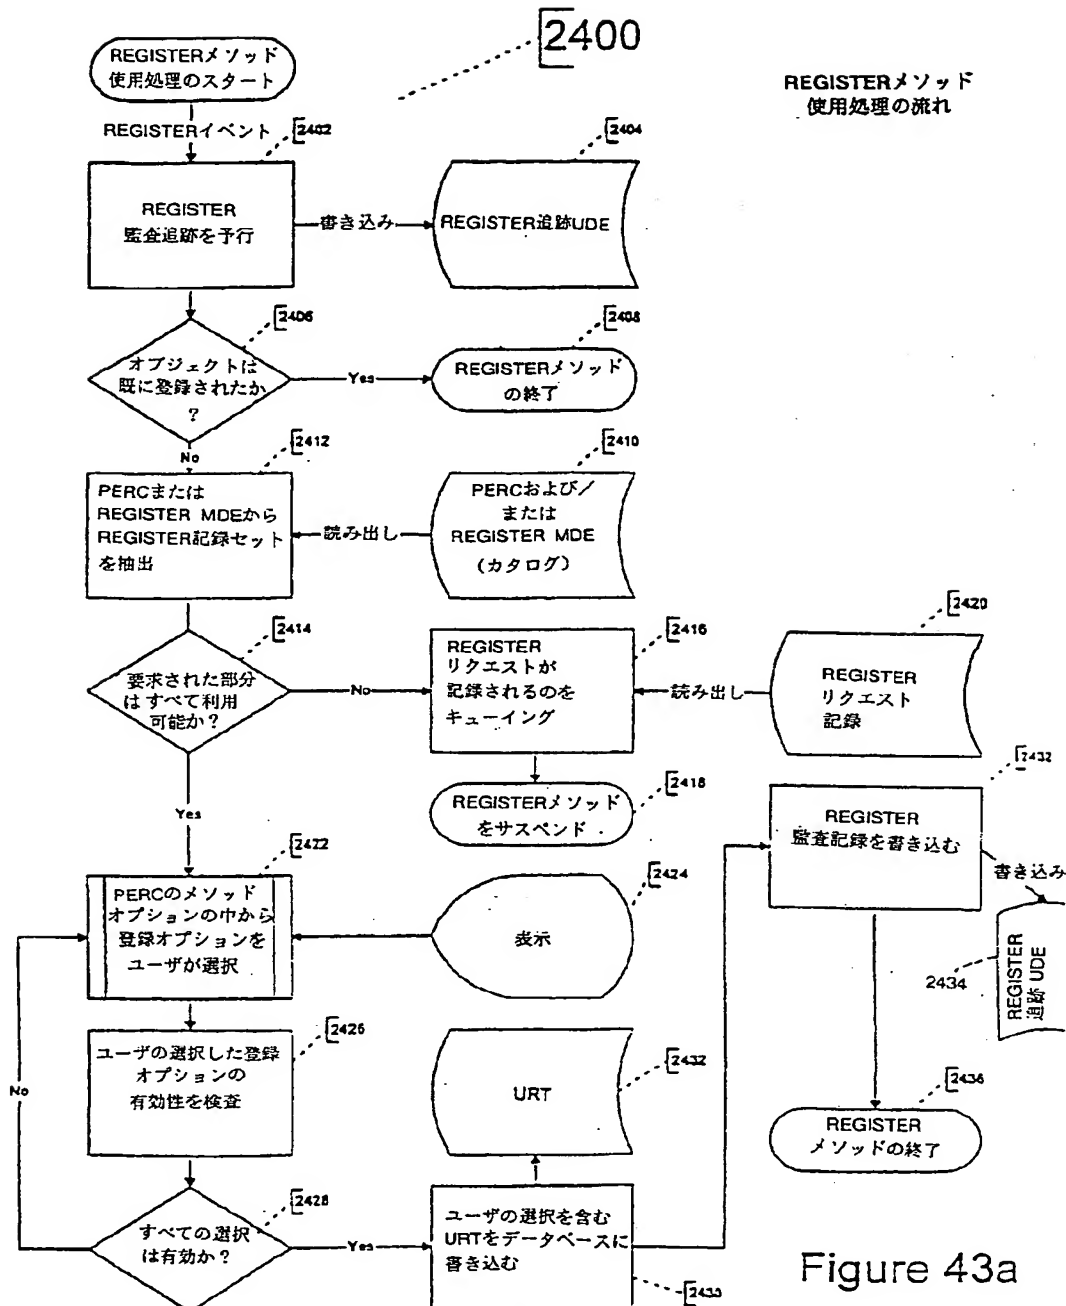 2400
REGISTERメソッド
使用処理のスタート
REGISTERメソッド
使用処理の流れ
REGISTERイベント
2402
2404
REGISTER
監査追跡を予行
書き込み
REGISTER追跡UDE
2406
2408
オブジェクトは
既に登録されたか
?
Yes
REGISTERメソッド
の終了
No
2412
2410
PERCまたは
REGISTER MDEから
REGISTER記録セット
を抽出
読み出し
PERCおよび/
または
REGISTER MDE
(カタログ)
2414
2416
2420
要求された部分
はすべて利用
可能か?
No
REGISTER
リクエストが
記録されるのを
キューイング
読み出し
REGISTER
リクエスト
記録
2418
REGISTERメソッド
をサスペンド
Yes
2432
REGISTER
監査記録を書き込む
書き込み
2422
2424
PERCのメソッド
オプションの中から
登録オプションを
ユーザが選択
表示
2434
REGISTER
追跡 UDE
2426
ユーザの選択した登録
オプションの
有効性を検査
No
2432
URT
2436
REGISTER
メソッドの終了
2428
すべての選択
は有効か?
Yes
ユーザの選択を含む
URTをデータベースに
書き込む
Figure 43a